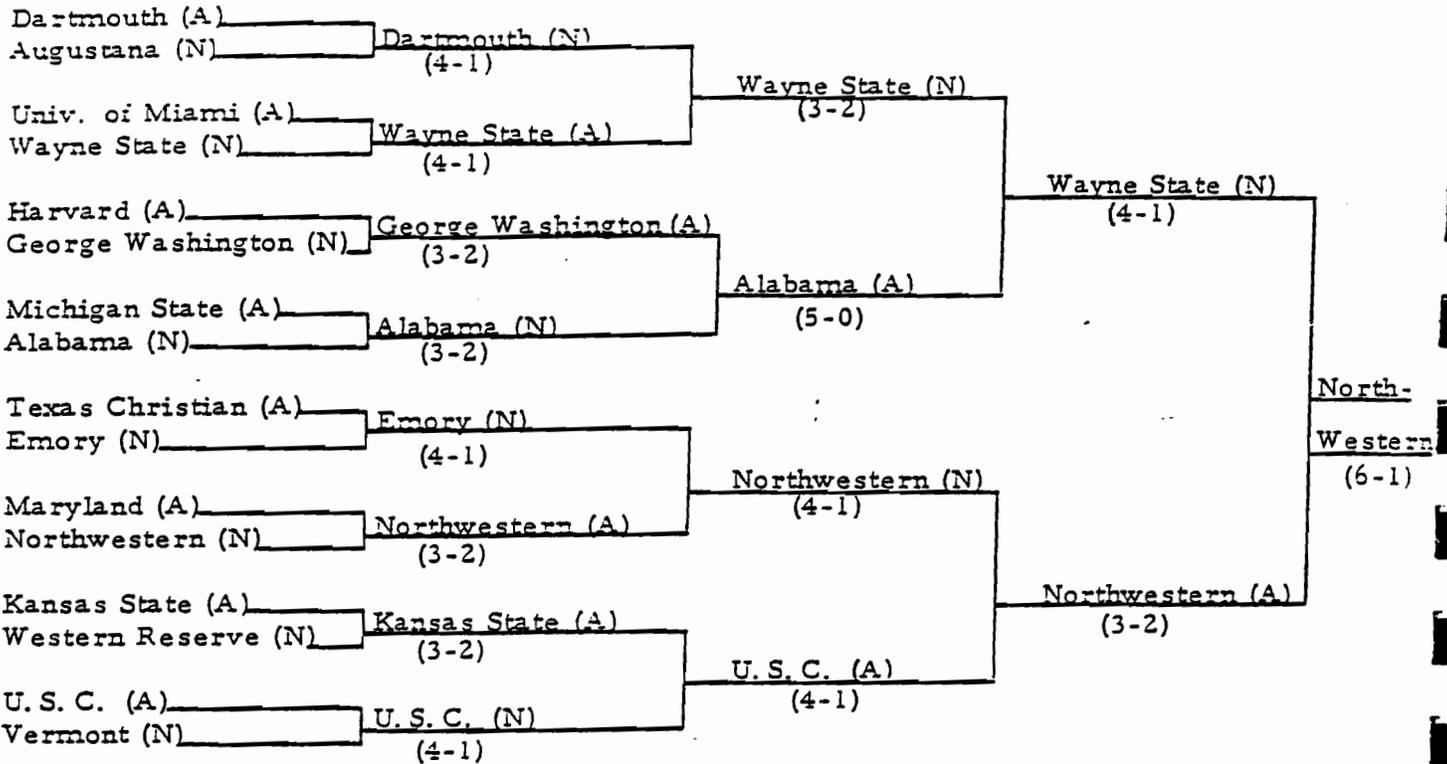 Dartmouth (A)
Augustana (N)
Univ. of Miami (A)
Wayne State (N)
Harvard (A)
George Washington (N)
Michigan State (A)
Alabama (N)
Texas Christian (A)
Emory (N)
Maryland (A)
Northwestern (N)
Kansas State (A)
Western Reserve (N)
U. S. C. (A)
Vermont (N)
Dartmouth (N)
(4-1)
Wayne State (A)
(4-1)
George Washington (A)
(3-2)
Alabama (N)
(3-2)
Emory (N)
(4-1)
Northwestern (A)
(3-2)
Kansas State (A)
(3-2)
U. S. C. (N)
(4-1)
Wayne State (N)
(3-2)
Alabama (A)
(5-0)
Northwestern (N)
(4-1)
U. S. C. (A)
(4-1)
Wayne State (N)
(4-1)
Northwestern (A)
(3-2)
North-
Western
(6-1)